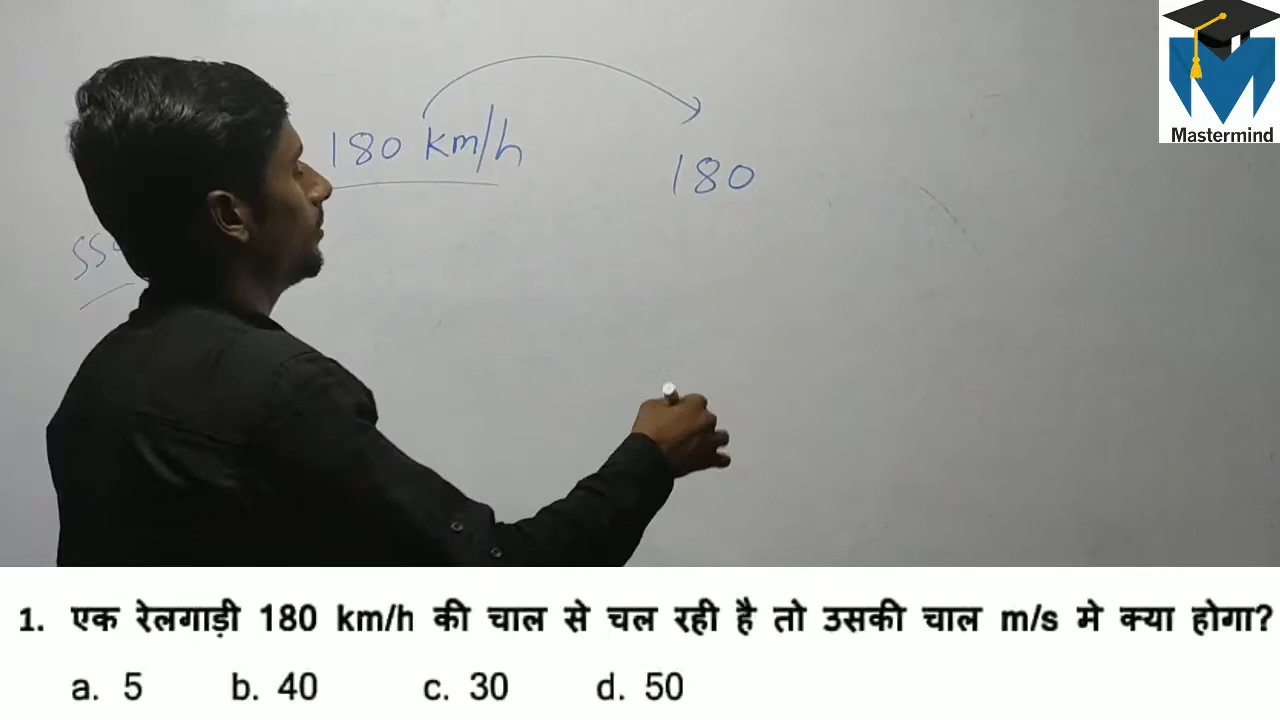 Mastermind
180 km/h
180
1. एक रेलगाड़ी 180 km/h की चाल से चल रही है तो उसकी चाल m/s मे क्या होगा?
a. 5 b. 40 c. 30 d. 50